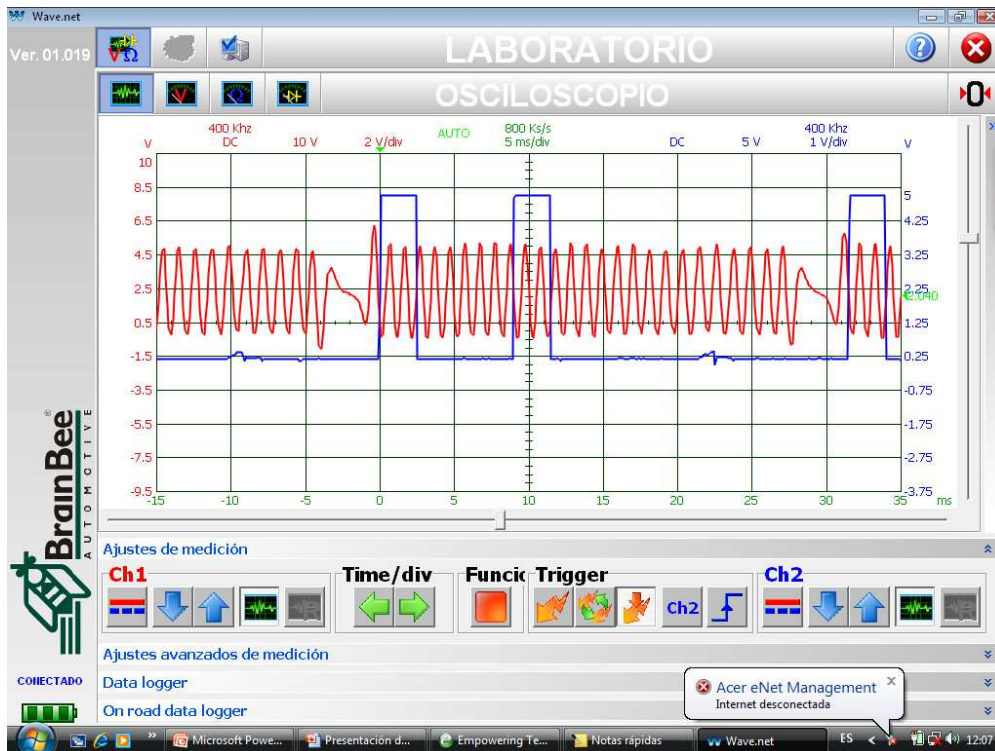 Wave.net
Ver. 01.019
LABORATORIO
OSCILOSCOPIO
400 Khz
DC 10 V 2 V/div
AUTO
800 Ks/s
5 ms/div
400 Khz
DC 5 V 1 V/div
V
10
8.5
6.5
4.5
2.5
0.5
-1.5
-3.5
-5.5
-7.5
-9.5
V
5
4.25
3.25
2.25
2.040
1.25
0.25
-0.75
-1.75
-2.75
-3.75
-15 -10 -5 0 5 10 15 20 25 30 35 ms
BrainBee®
AUTOMOTIVE
Ajustes de medición
Ch1 Time/div Funcic Trigger Ch2
Ch2
Ajustes avanzados de medición
CONECTADO
Data logger
On road data logger
Acer eNet Management
Internet desconectada
Microsoft Powe... Presentación d... Empowering Te... Notas rápidas Wave.net ES 12:07